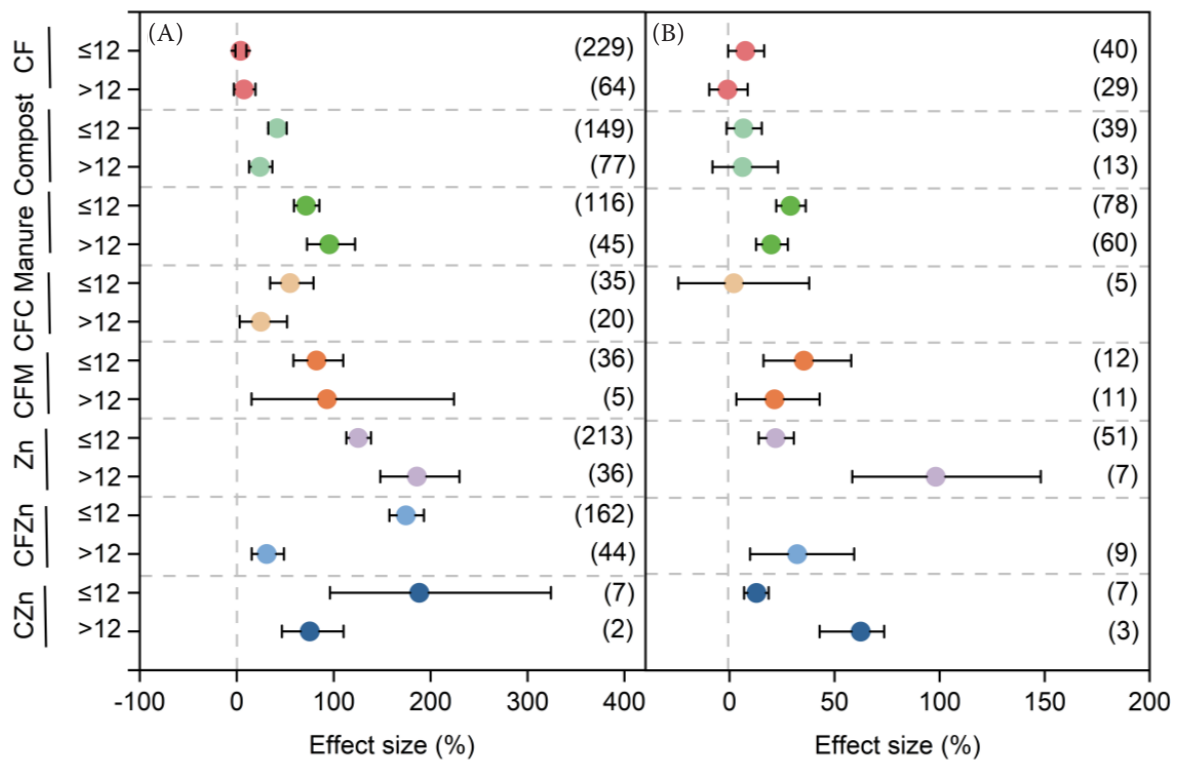 (A) (B)
CF ≤12 (229) (40)
>12 (64) (29)
Compost ≤12 (149) (39)
>12 (77) (13)
Manure ≤12 (116) (78)
>12 (45) (60)
CFC ≤12 (35) (5)
>12 (20)
CFM ≤12 (36) (12)
>12 (5) (11)
Zn ≤12 (213) (51)
>12 (36) (7)
CFZn ≤12 (162)
>12 (44) (9)
CZn ≤12 (7) (7)
>12 (2) (3)
-100 0 100 200 300 400 0 50 100 150 200
Effect size (%) Effect size (%)